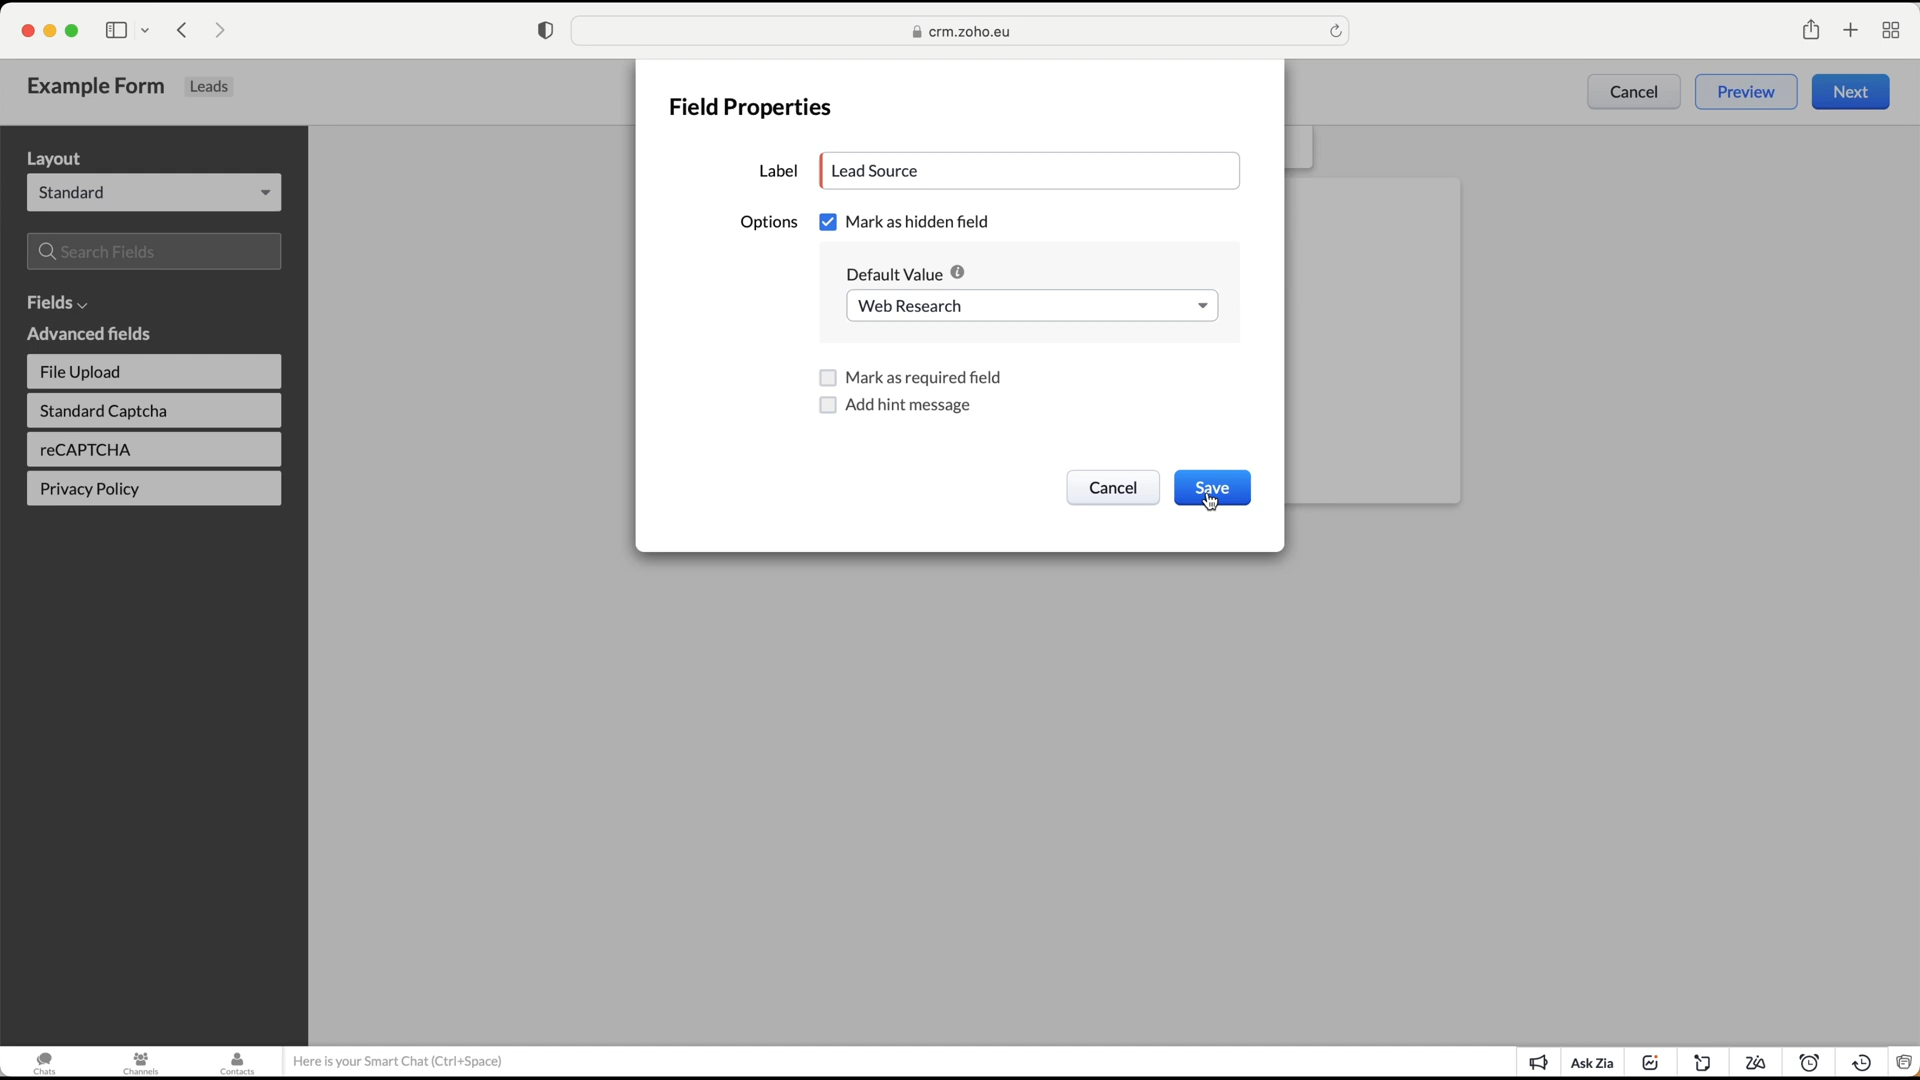 crm.zoho.eu
Example Form
Leads
Cancel
Preview
Next
Field Properties
Label
Lead Source
Options
Mark as hidden field
Default Value
Web Research
Mark as required field
Add hint message
Cancel
Save
Layout
Standard
Search Fields
Fields
Advanced fields
File Upload
Standard Captcha
reCAPTCHA
Privacy Policy
Chats
Channels
Contacts
Here is your Smart Chat (Ctrl+Space)
Ask Zia